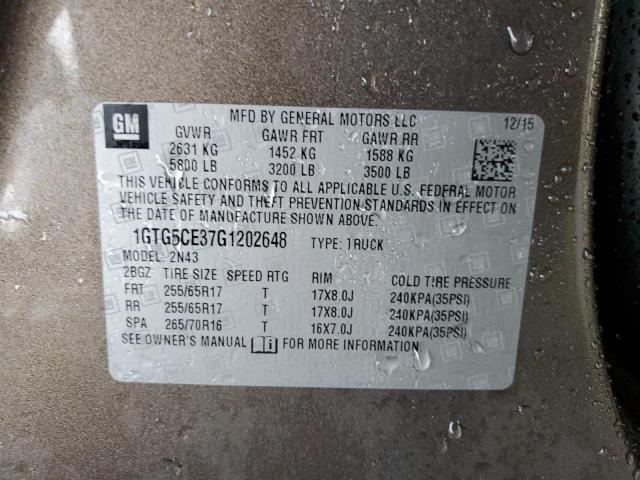 GM
MFD BY GENERAL MOTORS LLC 12/15
GVWR GAWR FRT GAWR RR
2631 KG 1452 KG 1588 KG
5800 LB 3200 LB 3500 LB
THIS VEHICLE CONFORMS TO ALL APPLICABLE U.S. FEDERAL MOTOR
VEHICLE SAFETY AND THEFT PREVENTION STANDARDS IN EFFECT ON
THE DATE OF MANUFACTURE SHOWN ABOVE.
1GTG5CE37G1202648 TYPE: TRUCK
MODEL: 2N43
2BGZ TIRE SIZE SPEED RTG RIM COLD TIRE PRESSURE
FRT 255/65R17 T 17X8.0J 240KPA(35PSI)
RR 255/65R17 T 17X8.0J 240KPA(35PSI)
SPA 265/70R16 T 16X7.0J 240KPA(35PSI)
SEE OWNER'S MANUAL FOR MORE INFORMATION